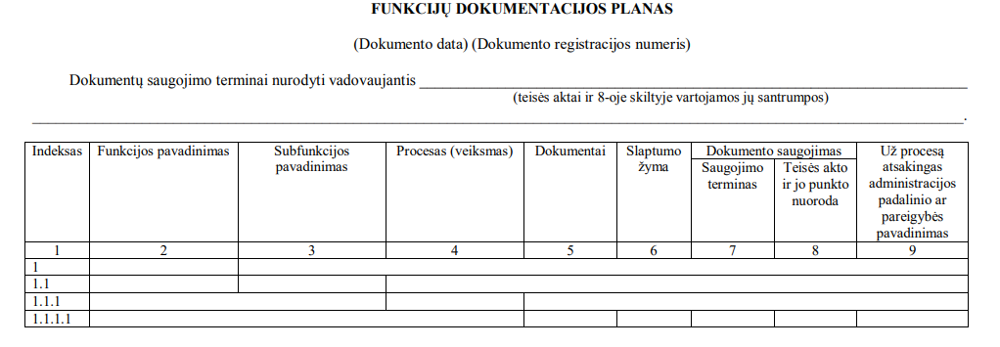 FUNKCIJŲ DOKUMENTACIJOS PLANAS
(Dokumento data) (Dokumento registracijos numeris)
Dokumentų saugojimo terminai nurodyti vadovaujantis
(teisės aktai ir 8-oje skiltyje vartojamos jų santrumpos)
.
Indeksas
Funkcijos pavadinimas
Subfunkcijos
pavadinimas
Procesas (veiksmas)
Dokumentai
Slaptumo
žyma
Dokumento saugojimas
Saugojimo
terminas
Teisės akto
ir jo punkto
nuoroda
Už procesą
atsakingas
administracijos
padalinio ar
pareigybės
pavadinimas
1 2 3 4 5 6 7 8 9
1
1.1
1.1.1
1.1.1.1